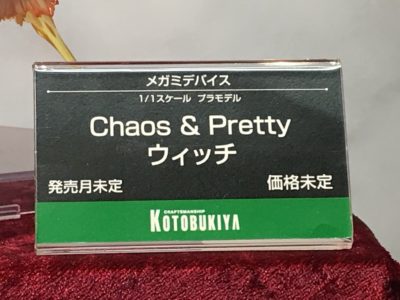 メガミデバイス
1/1スケール プラモデル
Chaos & Pretty
ウィッチ
発売月未定 価格未定
CRAFTSMANSHIP
KOTOBUKIYA